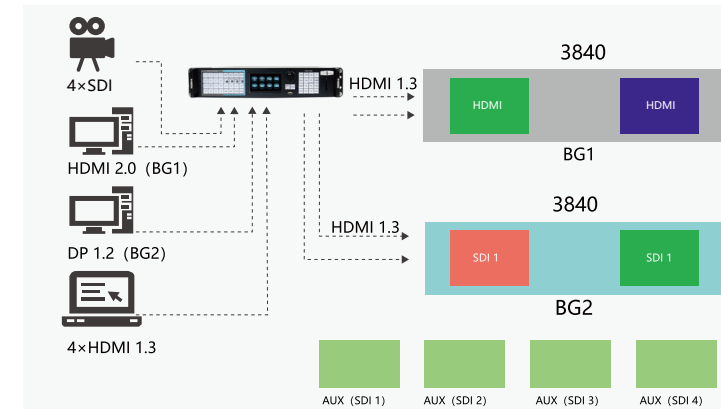 4×SDI
HDMI 2.0（BG1）
DP 1.2（BG2）
4×HDMI 1.3
HDMI 1.3
3840
HDMI
HDMI
BG1
HDMI 1.3
3840
SDI 1
SDI 1
BG2
AUX（SDI 1）
AUX（SDI 2）
AUX（SDI 3）
AUX（SDI 4）